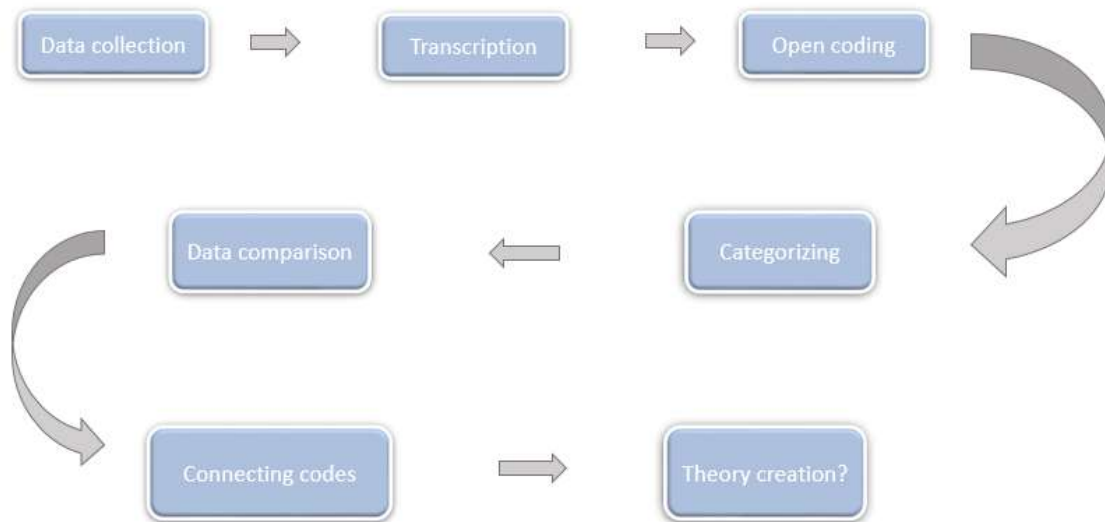 Data collection
Transcription
Open coding
Categorizing
Data comparison
Connecting codes
Theory creation?